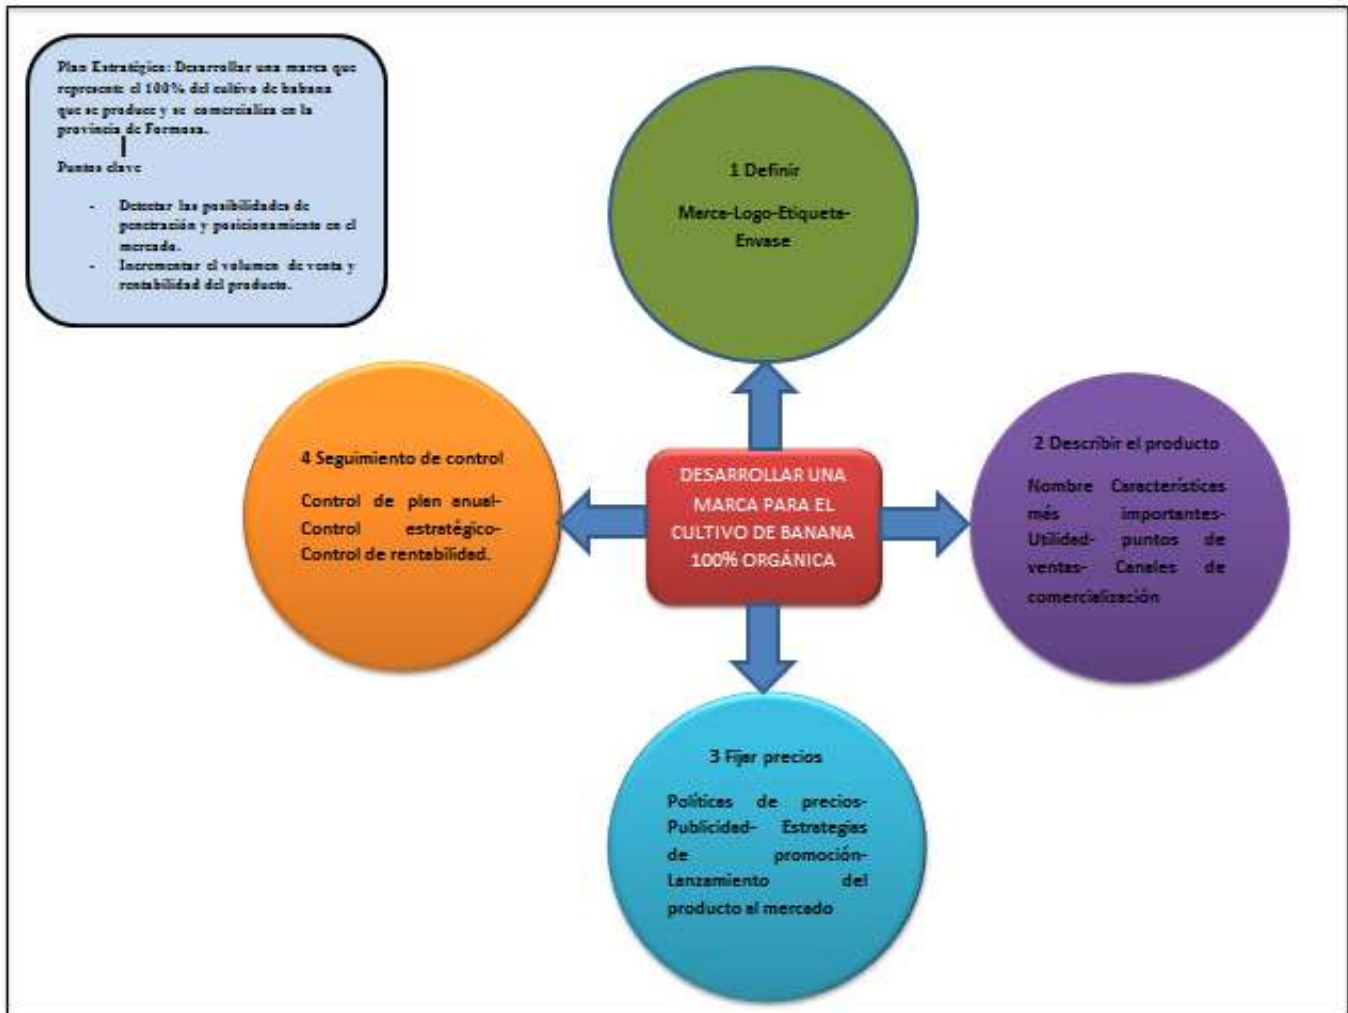 Plan Estratégico: Desarrollar una marca que
represente el 100% del cultivo de babana
que se produce y se comercializa en la
provincia de Formosa.
Puntos clave
- Detectar las posibilidades de
penetración y posicionamiento en el
mercado.
- Incrementar el volumen de venta y
rentabilidad del producto.
1 Definir
Marca-Logo-Etiqueta-
Envase
4 Seguimiento de control
Control de plan anual-
Control estratégico-
Control de rentabilidad.
DESARROLLAR UNA
MARCA PARA EL
CULTIVO DE BANANA
100% ORGÁNICA
2 Describir el producto
Nombre Características
más importantes-
Utilidad- puntos de
ventas- Canales de
comercialización
3 Fijar precios
Políticas de precios-
Publicidad- Estrategias
de promoción-
Lanzamiento del
producto al mercado